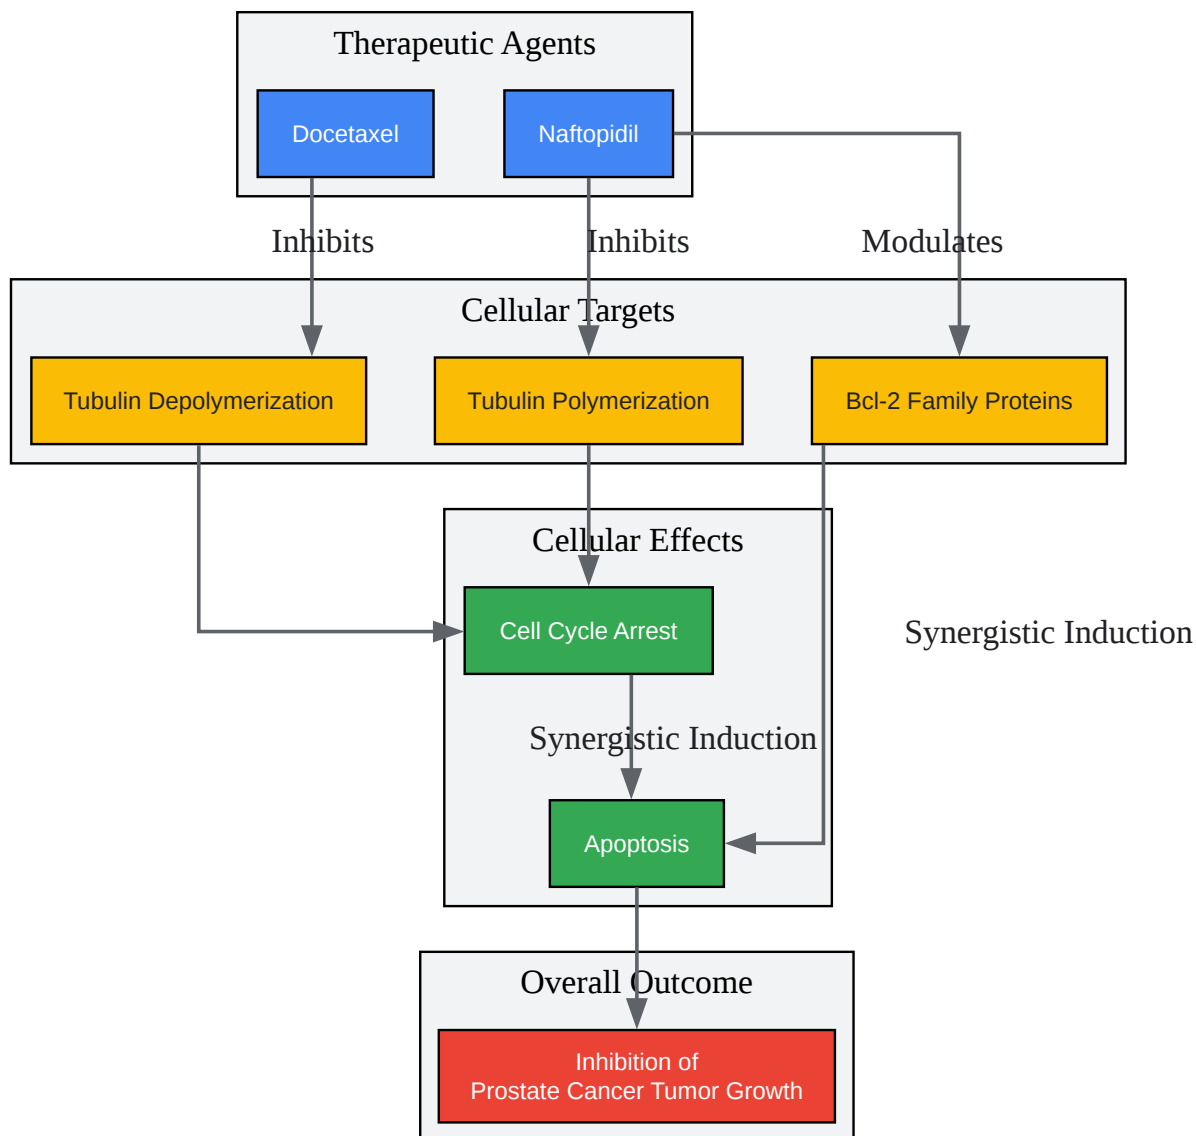 Therapeutic Agents
Docetaxel
Naftopidil
Inhibits
Inhibits
Modulates
Cellular Targets
Tubulin Depolymerization
Tubulin Polymerization
Bcl-2 Family Proteins
Cellular Effects
Cell Cycle Arrest
Synergistic Induction
Synergistic Induction
Apoptosis
Overall Outcome
Inhibition of
Prostate Cancer Tumor Growth